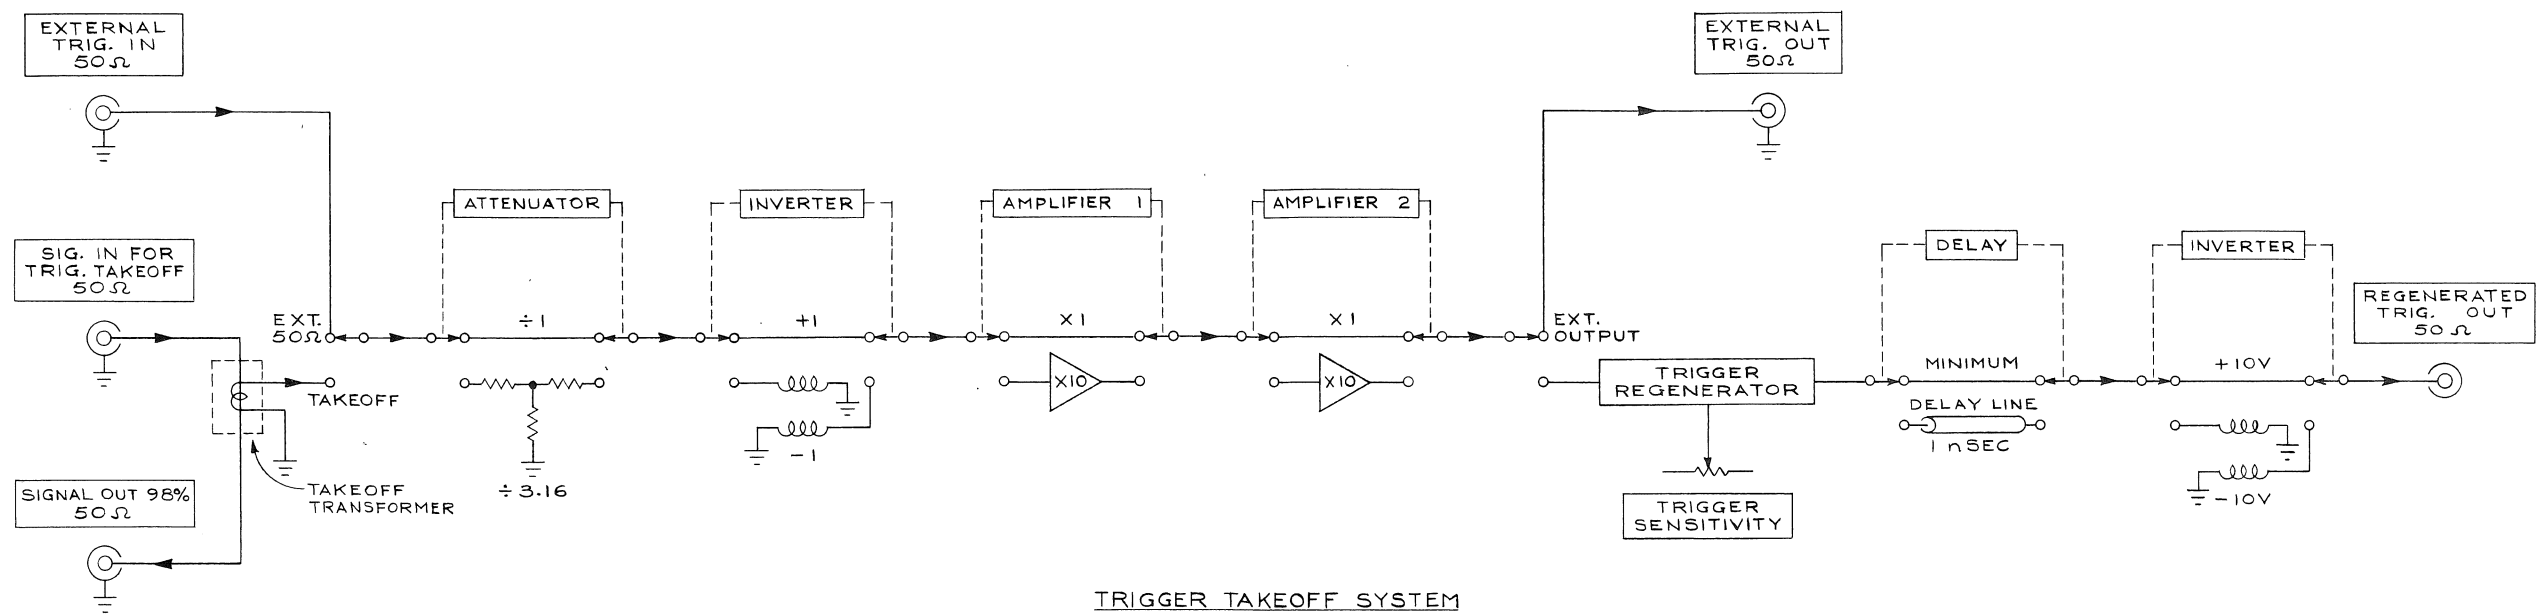 EXTERNAL
TRIG. IN
50Ω
EXTERNAL
TRIG. OUT
50Ω
ATTENUATOR
INVERTER
AMPLIFIER 1
AMPLIFIER 2
SIG. IN FOR
TRIG. TAKEOFF
50Ω
DELAY
INVERTER
REGENERATED
TRIG. OUT
50Ω
EXT.
50Ω
÷1
+1
X1
X1
EXT.
OUTPUT
TAKEOFF
X10
X10
TRIGGER
REGENERATOR
MINIMUM
+10V
DELAY LINE
1 nSEC
-1
-10V
÷3.16
SIGNAL OUT 98%
50Ω
TAKEOFF
TRANSFORMER
TRIGGER
SENSITIVITY
TRIGGER TAKEOFF SYSTEM